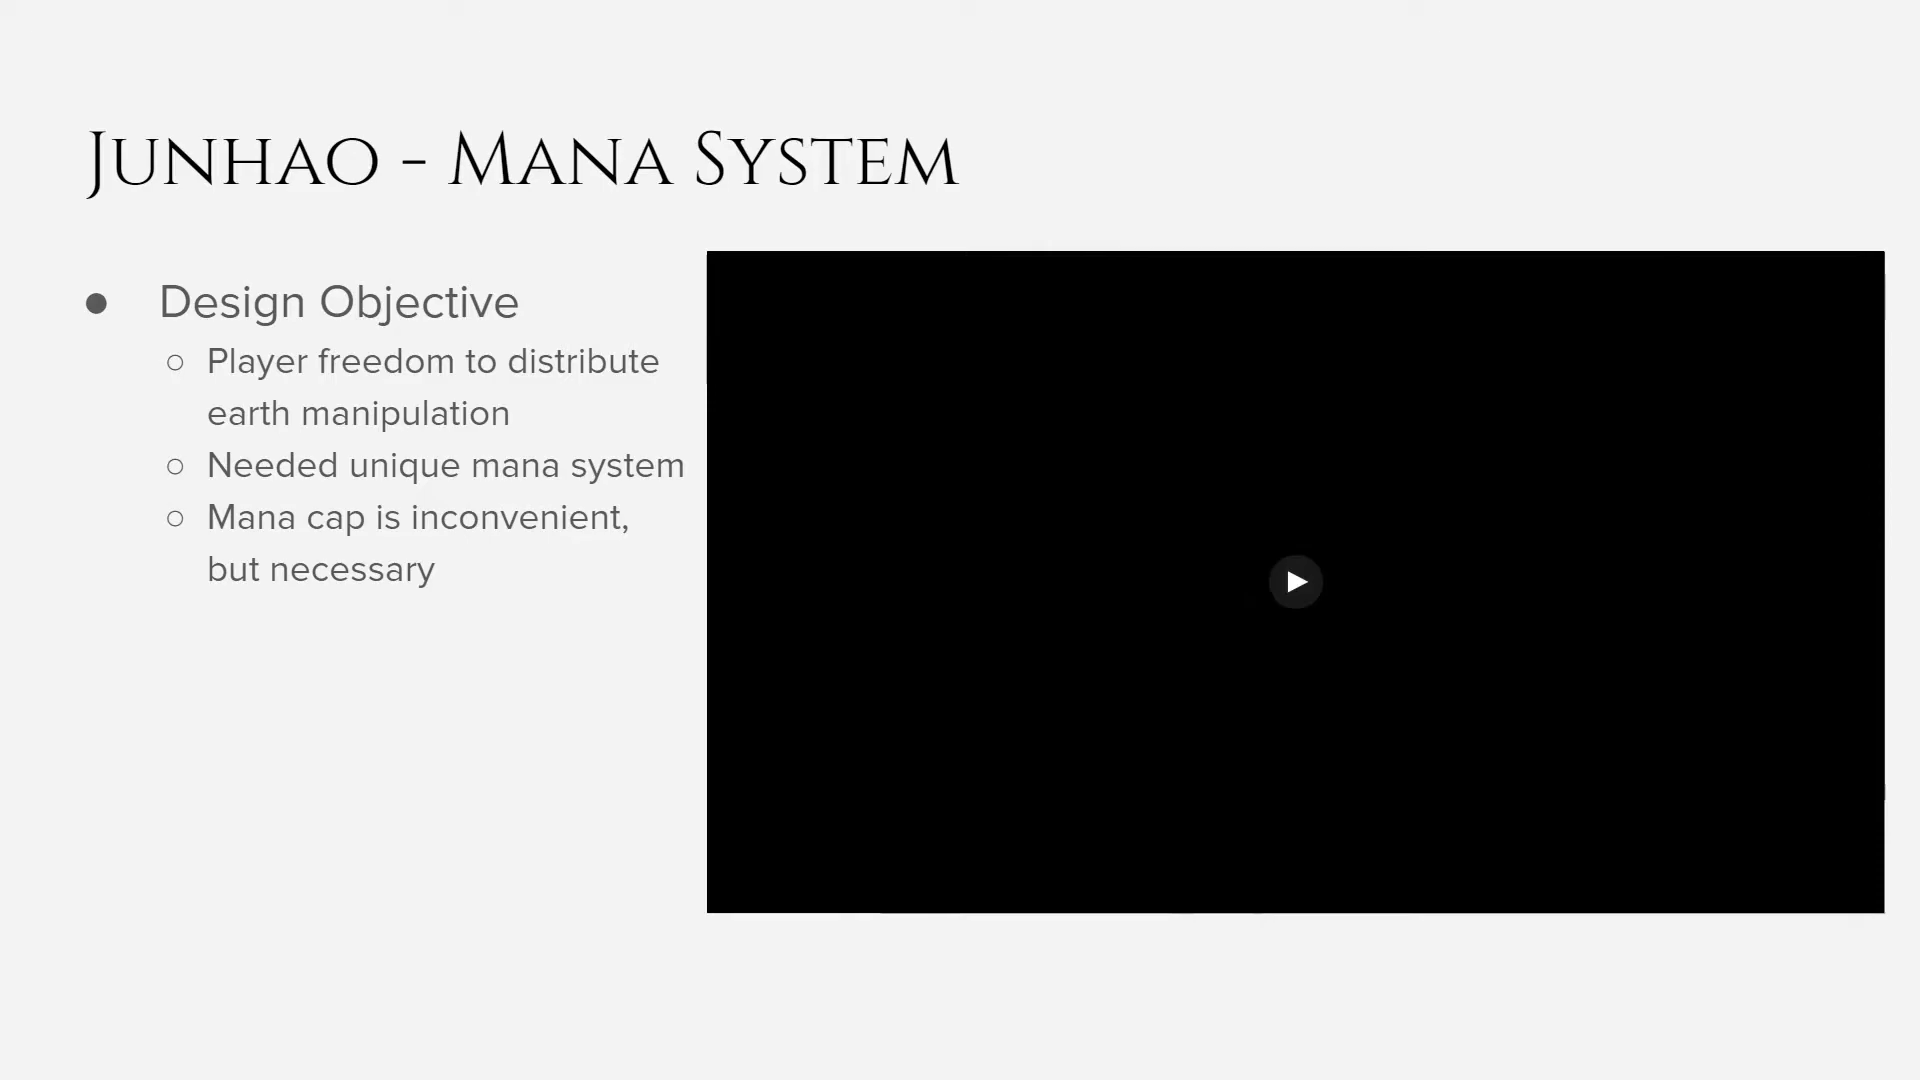 Junhao - Mana System
● Design Objective
○ Player freedom to distribute
earth manipulation
○ Needed unique mana system
○ Mana cap is inconvenient,
but necessary